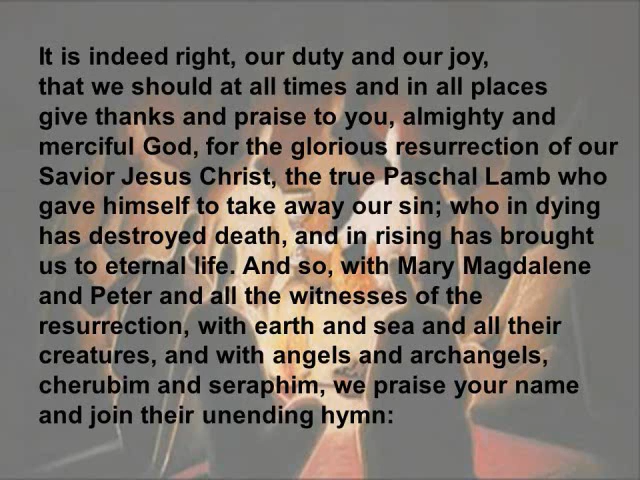 It is indeed right, our duty and our joy,
that we should at all times and in all places
give thanks and praise to you, almighty and
merciful God, for the glorious resurrection of our
Savior Jesus Christ, the true Paschal Lamb who
gave himself to take away our sin; who in dying
has destroyed death, and in rising has brought
us to eternal life. And so, with Mary Magdalene
and Peter and all the witnesses of the
resurrection, with earth and sea and all their
creatures, and with angels and archangels,
cherubim and seraphim, we praise your name
and join their unending hymn: